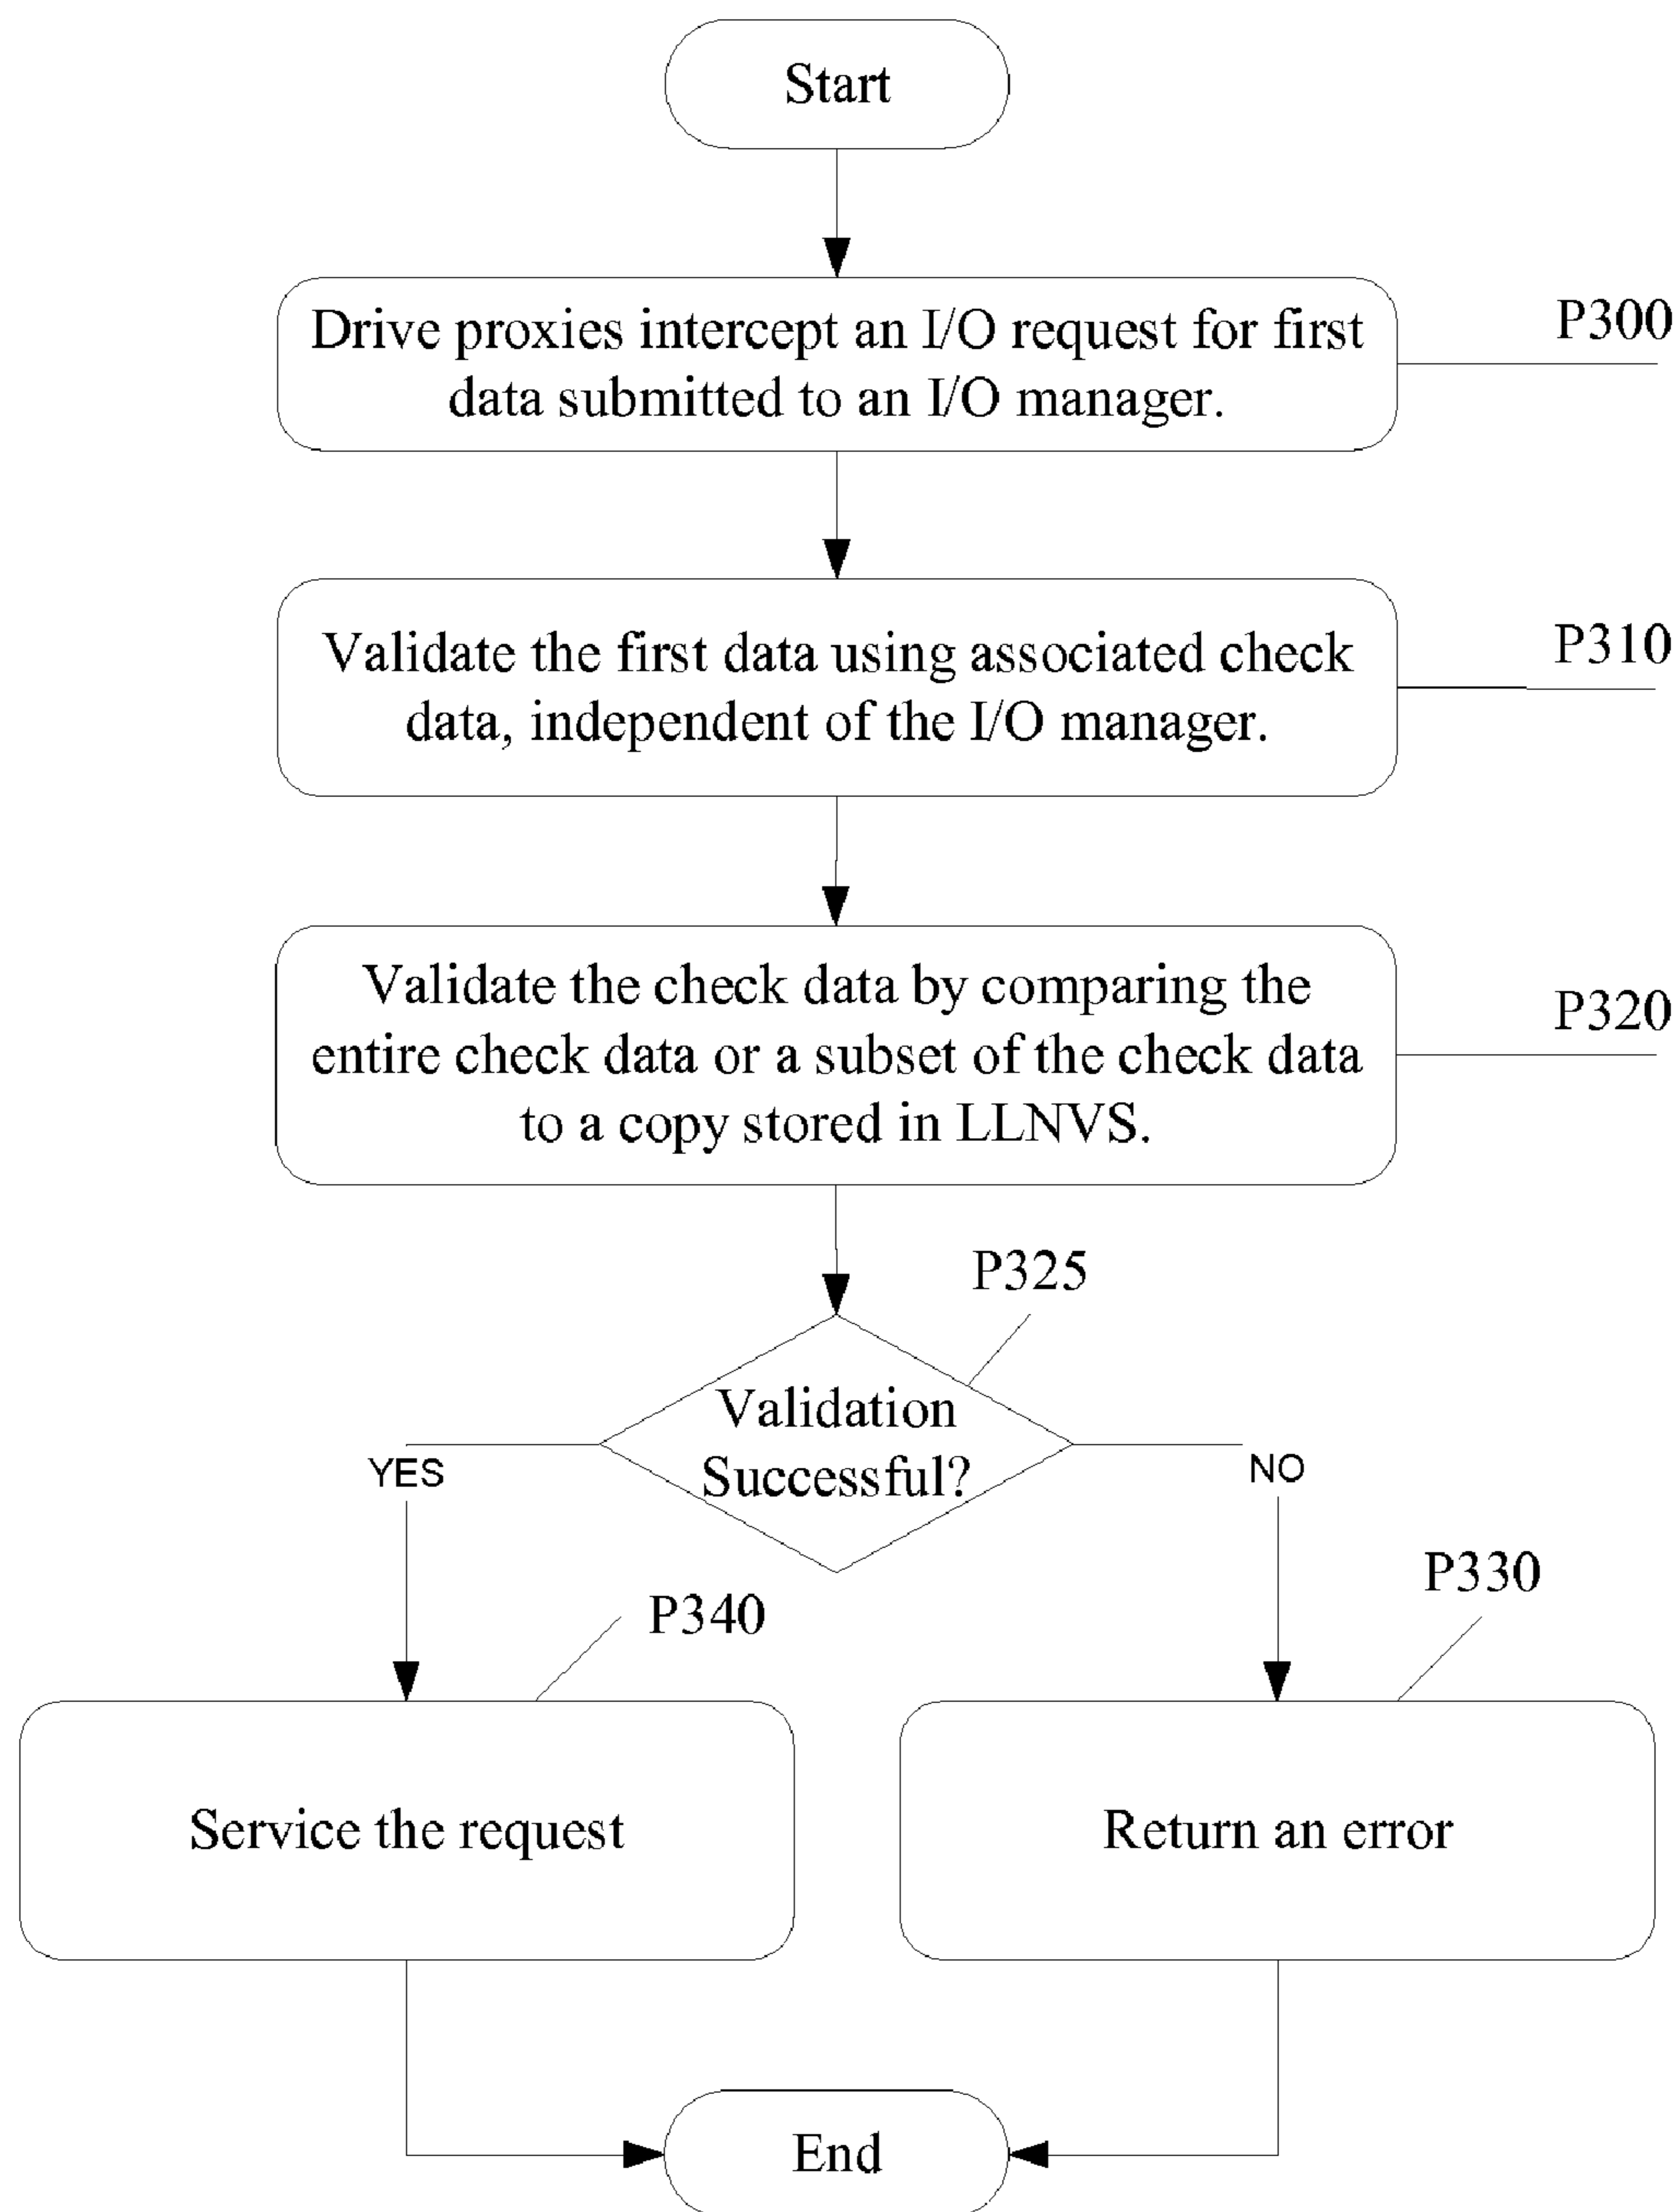 Start
Drive proxies intercept an I/O request for first
data submitted to an I/O manager.
P300
Validate the first data using associated check
data, independent of the I/O manager.
P310
Validate the check data by comparing the
entire check data or a subset of the check data
to a copy stored in LLNVS.
P320
P325
Validation
Successful?
YES
NO
P340
P330
Service the request
Return an error
End